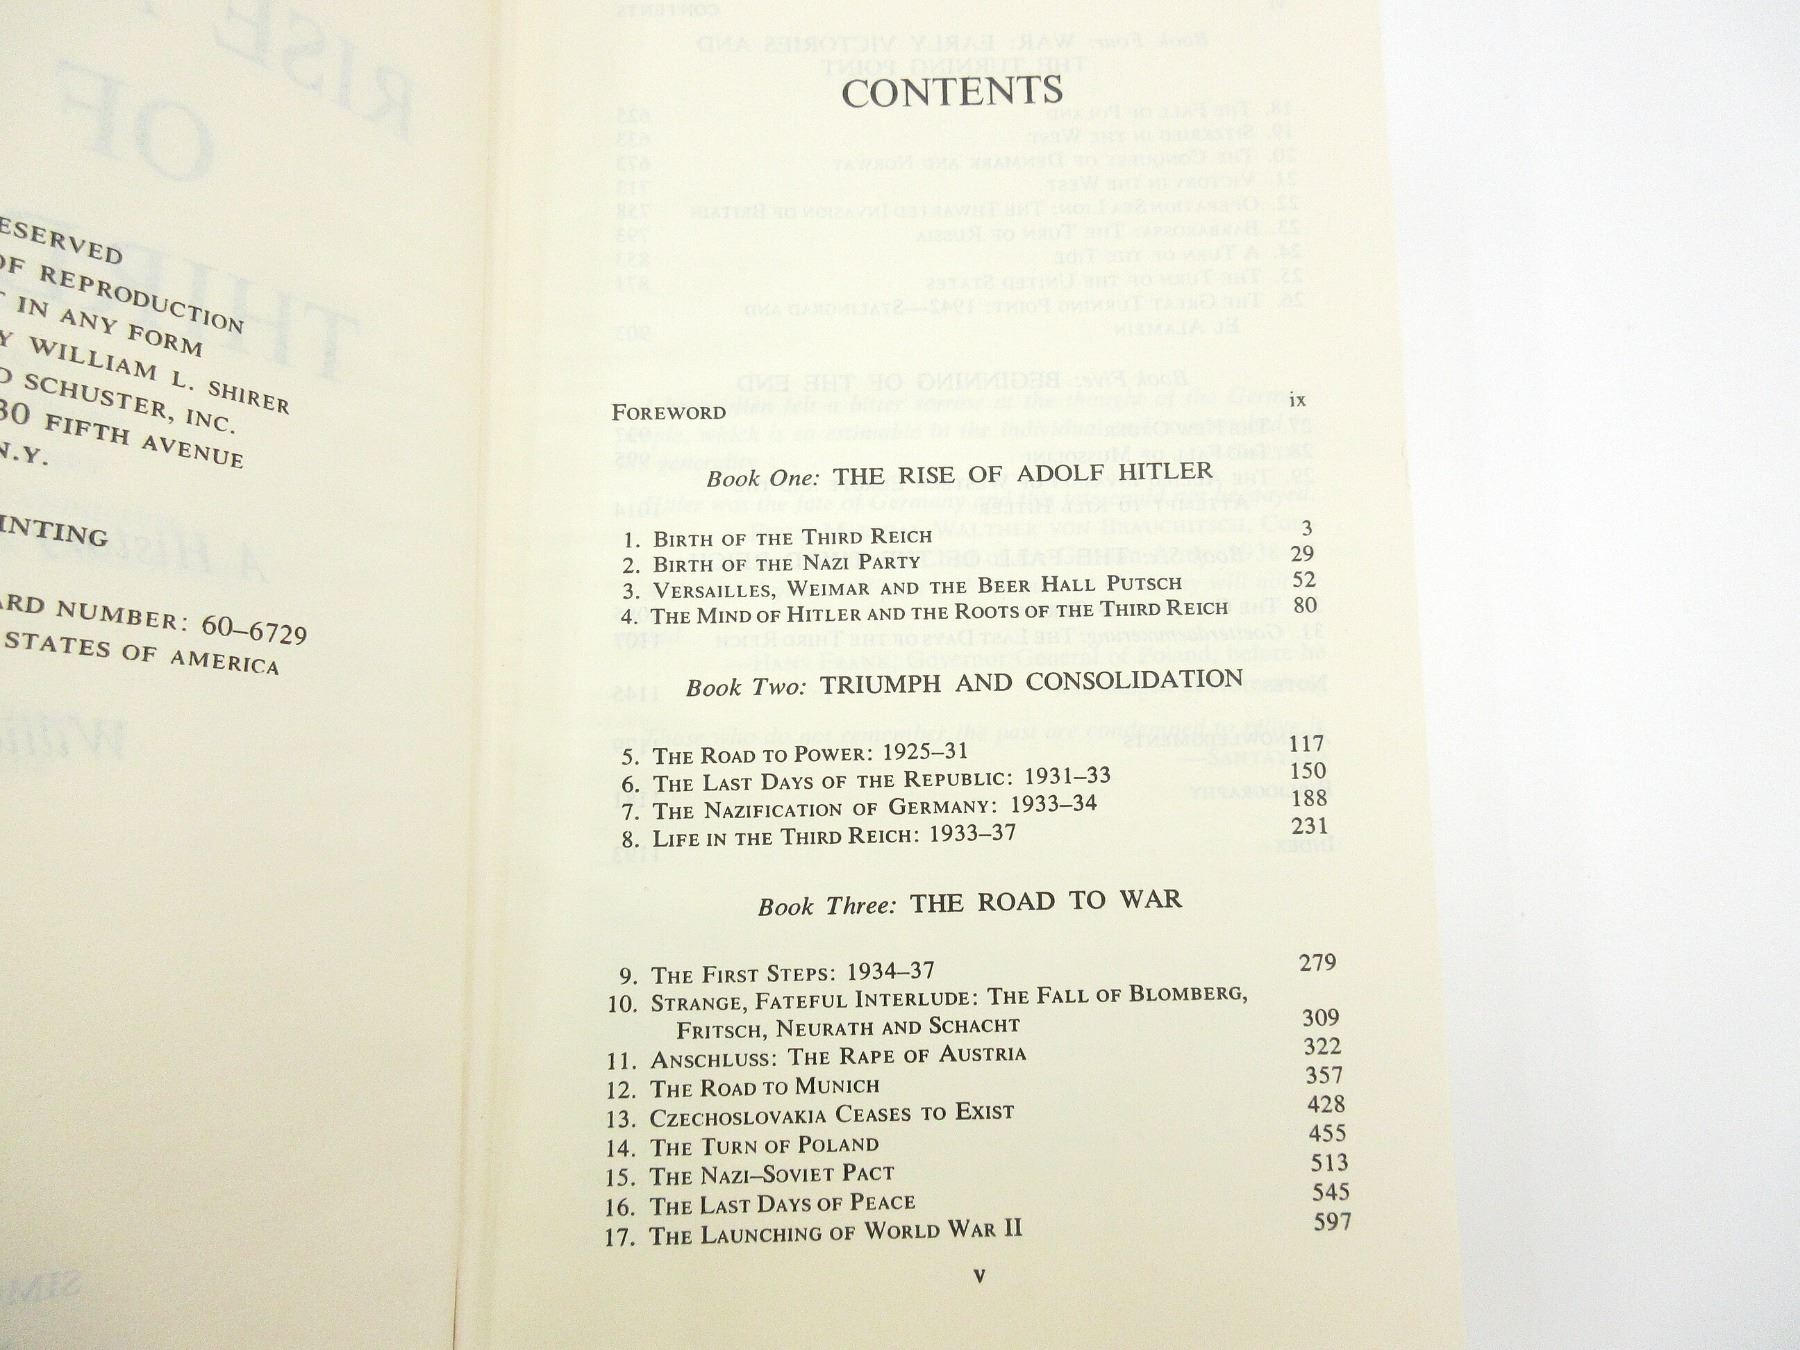 ESERVED
OF REPRODUCTION
IN ANY FORM
Y WILLIAM L. SHIRER
SCHUSTER, INC.
30 FIFTH AVENUE
N.Y.
INTING
ARD NUMBER: 60–6729
STATES OF AMERICA
CONTENTS
FOREWORD ix
Book One: THE RISE OF ADOLF HITLER
1. BIRTH OF THE THIRD REICH 3
2. BIRTH OF THE NAZI PARTY 29
3. VERSAILLES, WEIMAR AND THE BEER HALL PUTSCH 52
4. THE MIND OF HITLER AND THE ROOTS OF THE THIRD REICH 80
Book Two: TRIUMPH AND CONSOLIDATION
5. THE ROAD TO POWER: 1925–31 117
6. THE LAST DAYS OF THE REPUBLIC: 1931–33 150
7. THE NAZIFICATION OF GERMANY: 1933–34 188
8. LIFE IN THE THIRD REICH: 1933–37 231
Book Three: THE ROAD TO WAR
9. THE FIRST STEPS: 1934–37 279
10. STRANGE, FATEFUL INTERLUDE: THE FALL OF BLOMBERG,
FRITSCH, NEURATH AND SCHACHT 309
11. ANSCHLUSS: THE RAPE OF AUSTRIA 322
12. THE ROAD TO MUNICH 357
13. CZECHOSLOVAKIA CEASES TO EXIST 428
14. THE TURN OF POLAND 455
15. THE NAZI–SOVIET PACT 513
16. THE LAST DAYS OF PEACE 545
17. THE LAUNCHING OF WORLD WAR II 597
v